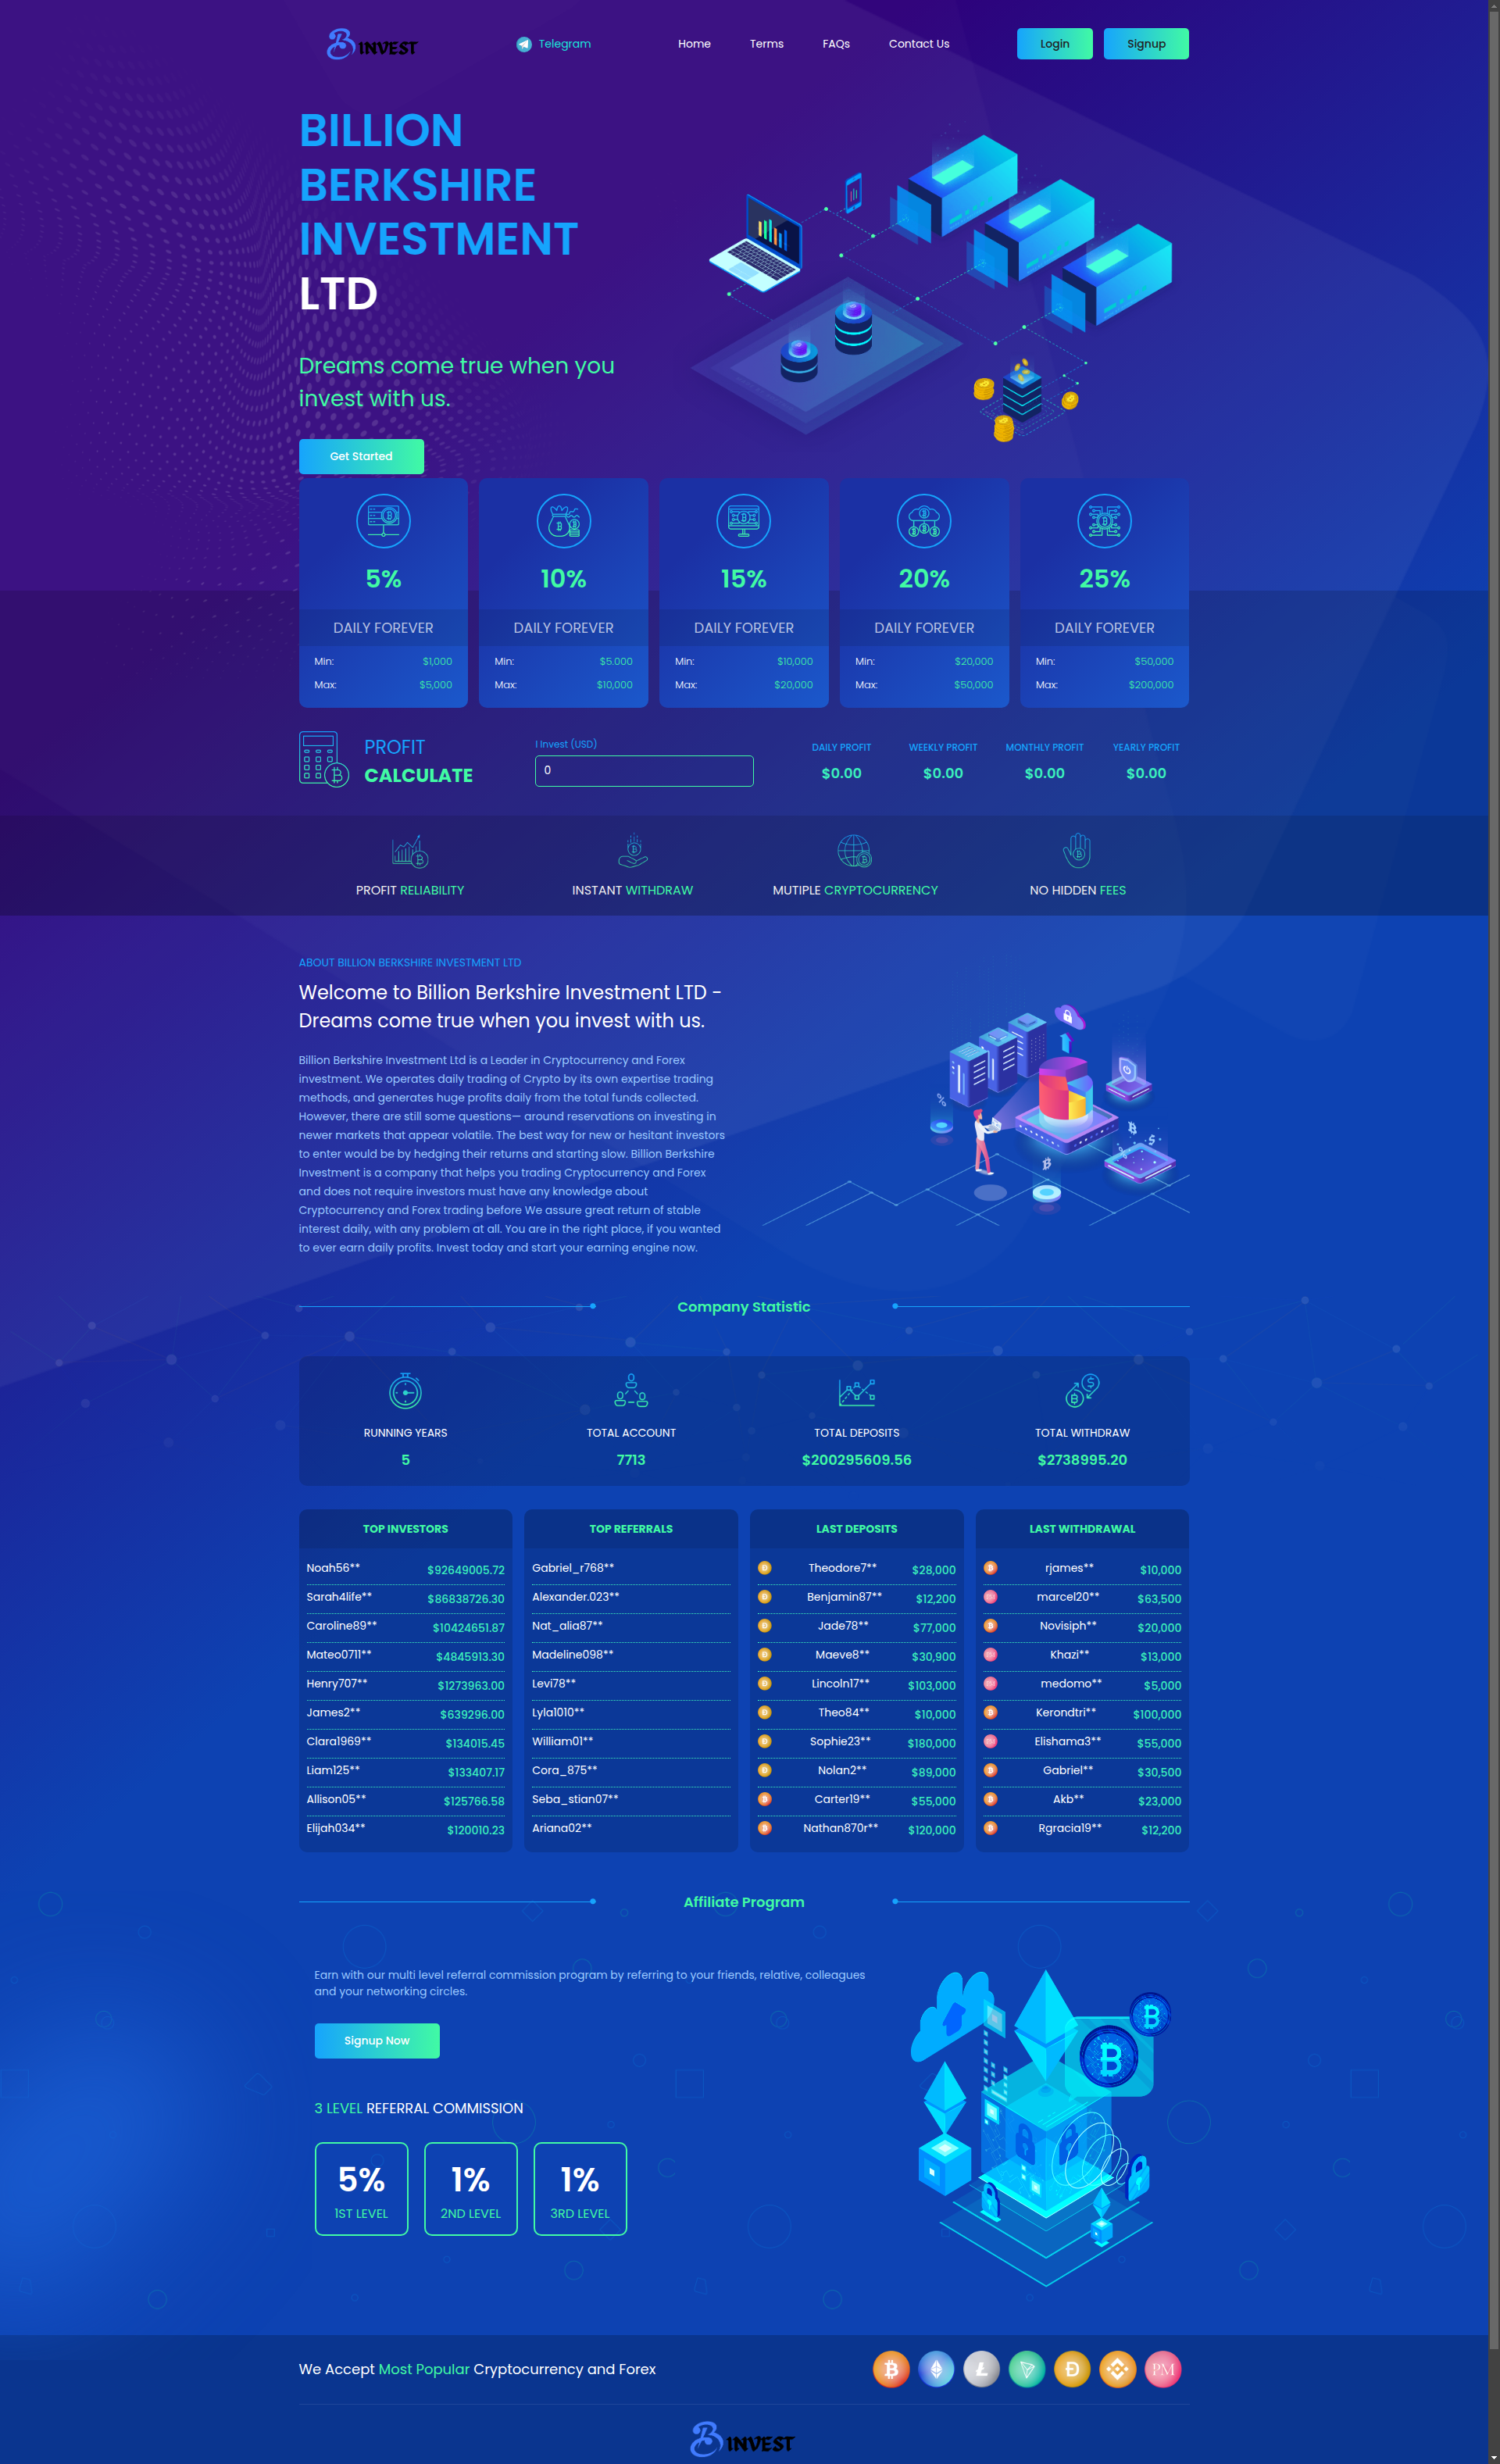 B INVEST
Telegram
Home
Terms
FAQs
Contact Us
Login
Signup
BILLION
BERKSHIRE
INVESTMENT
LTD
Dreams come true when you
invest with us.
Get Started
5%
DAILY FOREVER
Min: $1,000
Max: $5,000
10%
DAILY FOREVER
Min: $5.000
Max: $10,000
15%
DAILY FOREVER
Min: $10,000
Max: $20,000
20%
DAILY FOREVER
Min: $20,000
Max: $50,000
25%
DAILY FOREVER
Min: $50,000
Max: $200,000
PROFIT
CALCULATE
I Invest (USD)
0
DAILY PROFIT
$0.00
WEEKLY PROFIT
$0.00
MONTHLY PROFIT
$0.00
YEARLY PROFIT
$0.00
PROFIT RELIABILITY
INSTANT WITHDRAW
MUTIPLE CRYPTOCURRENCY
NO HIDDEN FEES
ABOUT BILLION BERKSHIRE INVESTMENT LTD
Welcome to Billion Berkshire Investment LTD -
Dreams come true when you invest with us.
Billion Berkshire Investment Ltd is a Leader in Cryptocurrency and Forex
investment. We operates daily trading of Crypto by its own expertise trading
methods, and generates huge profits daily from the total funds collected.
However, there are still some questions— around reservations on investing in
newer markets that appear volatile. The best way for new or hesitant investors
to enter would be by hedging their returns and starting slow. Billion Berkshire
Investment is a company that helps you trading Cryptocurrency and Forex
and does not require investors must have any knowledge about
Cryptocurrency and Forex trading before We assure great return of stable
interest daily, with any problem at all. You are in the right place, if you wanted
to ever earn daily profits. Invest today and start your earning engine now.
Company Statistic
RUNNING YEARS
5
TOTAL ACCOUNT
7713
TOTAL DEPOSITS
$200295609.56
TOTAL WITHDRAW
$2738995.20
TOP INVESTORS
Noah56** $92649005.72
Sarah4life** $86838726.30
Caroline89** $10424651.87
Mateo0711** $4845913.30
Henry707** $1273963.00
James2** $639296.00
Clara1969** $134015.45
Liam125** $133407.17
Allison05** $125766.58
Elijah034** $120010.23
TOP REFERRALS
Gabriel_r768**
Alexander.023**
Nat_alia87**
Madeline098**
Levi78**
Lyla1010**
William01**
Cora_875**
Seba_stian07**
Ariana02**
LAST DEPOSITS
Theodore7** $28,000
Benjamin87** $12,200
Jade78** $77,000
Maeve8** $30,900
Lincoln17** $103,000
Theo84** $10,000
Sophie23** $180,000
Nolan2** $89,000
Carter19** $55,000
Nathan870r** $120,000
LAST WITHDRAWAL
rjames** $10,000
marcel20** $63,500
Novisiph** $20,000
Khazi** $13,000
medomo** $5,000
Kerondtri** $100,000
Elishama3** $55,000
Gabriel** $30,500
Akb** $23,000
Rgracia19** $12,200
Affiliate Program
Earn with our multi level referral commission program by referring to your friends, relative, colleagues
and your networking circles.
Signup Now
3 LEVEL REFERRAL COMMISSION
5%
1ST LEVEL
1%
2ND LEVEL
1%
3RD LEVEL
We Accept Most Popular Cryptocurrency and Forex
PM
B INVEST